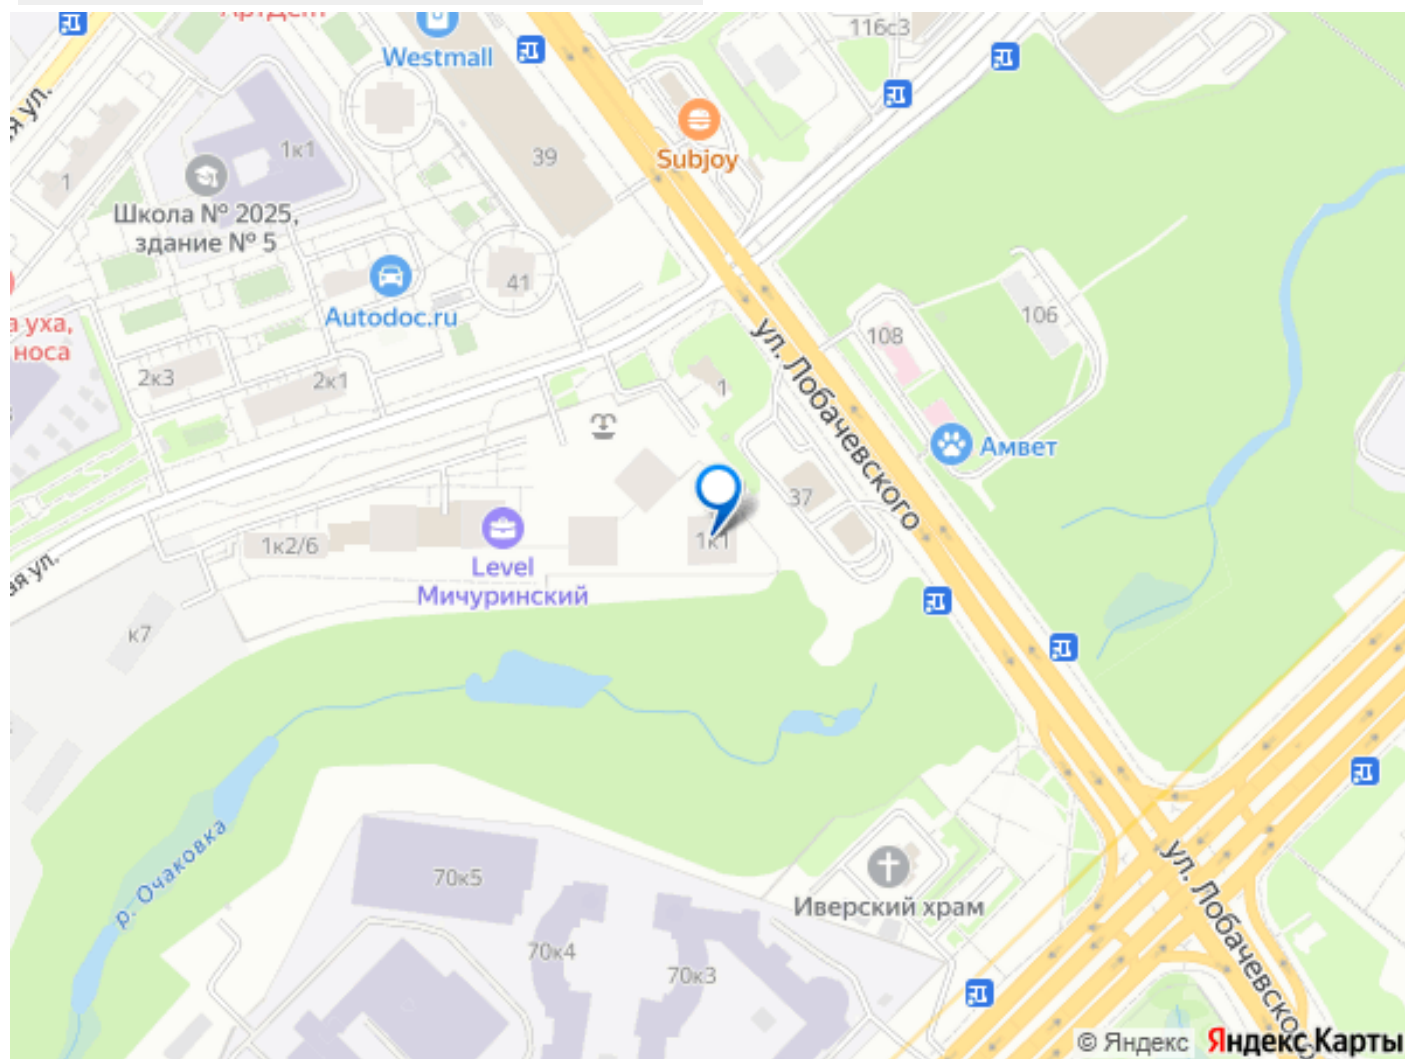 Westmall
116с3
39
Subjoy
1к1
1
Школа № 2025,
здание № 5
41
Autodoc.ru
а уха,
носа
2к3
2к1
1
ул. Лобачевского
106
108
Амвет
37
1к1
1к2/6
Level
Мичуринский
к7
р. Очаковка
70к5
70к4
70к3
Иверский храм
ул. Лобачевского
© Яндекс
Яндекс Карты